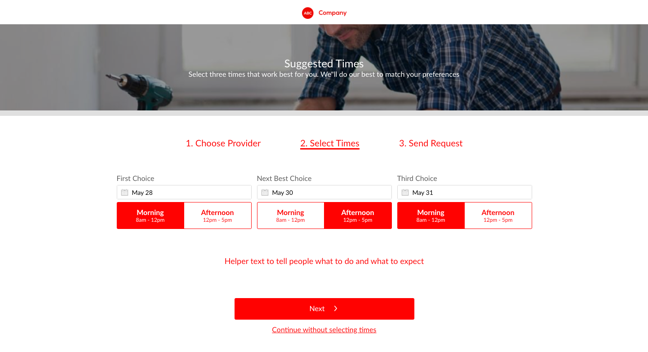 ABC Company
Suggested Times
Select three times that work best for you. We"ll do our best to match your preferences
1. Choose Provider 2. Select Times 3. Send Request
First Choice Next Best Choice Third Choice
May 28 May 30 May 31
Morning Afternoon Morning Afternoon Morning Afternoon
8am - 12pm 12pm - 5pm 8am - 12pm 12pm - 5pm 8am - 12pm 12pm - 5pm
Helper text to tell people what to do and what to expect
Next
Continue without selecting times